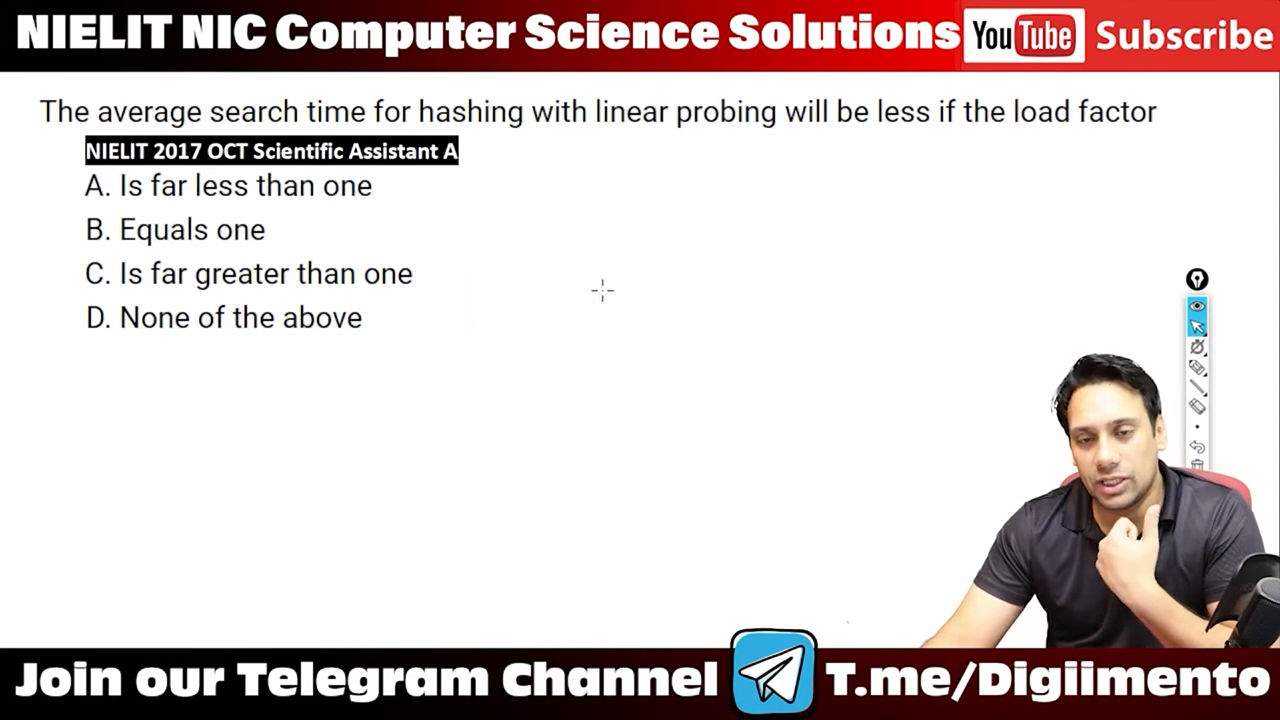 NIELIT NIC Computer Science Solutions YouTube Subscribe
The average search time for hashing with linear probing will be less if the load factor
NIELIT 2017 OCT Scientific Assistant A
A. Is far less than one
B. Equals one
C. Is far greater than one
D. None of the above
Join our Telegram Channel T.me/Digiimento